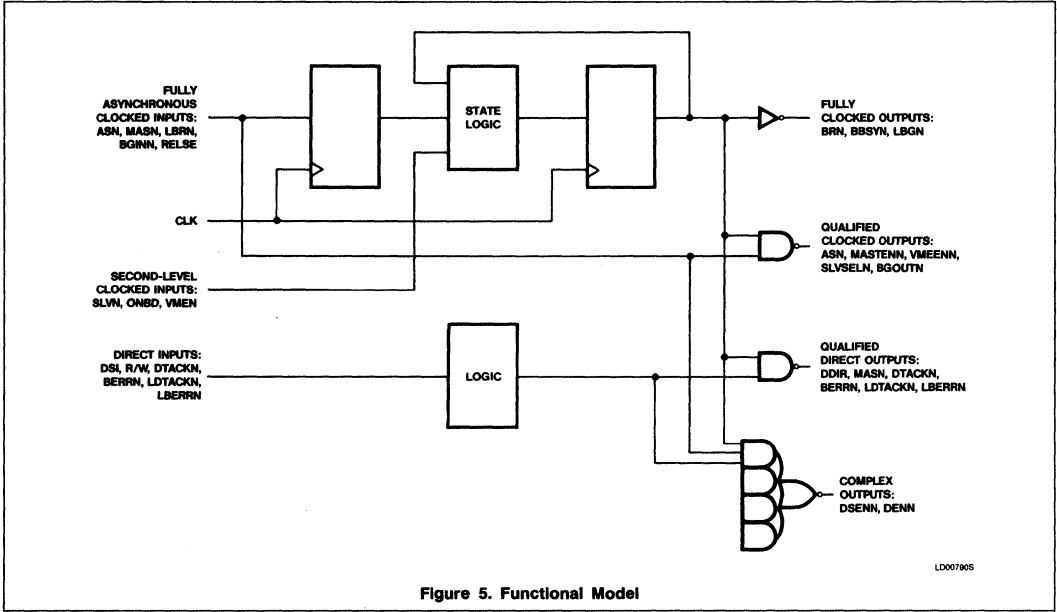 FULLY
ASYNCHRONOUS
CLOCKED INPUTS:
ASN, MASN, LBRN,
BGINN, RELSE
STATE
LOGIC
FULLY
CLOCKED OUTPUTS:
BRN, BBSYN, LBGN
CLK
QUALIFIED
CLOCKED OUTPUTS:
ASN, MASTENN, VMEENN,
SLVSELN, BGOUTN
SECOND-LEVEL
CLOCKED INPUTS:
SLVN, ONBD, VMEN
DIRECT INPUTS:
DSI, R/W, DTACKN,
BERRN, LDTACKN,
LBERRN
LOGIC
QUALIFIED
DIRECT OUTPUTS:
DDIR, MASN, DTACKN,
BERRN, LDTACKN, LBERRN
COMPLEX
OUTPUTS:
DSENN, DENN
LD00790S
Figure 5. Functional Model